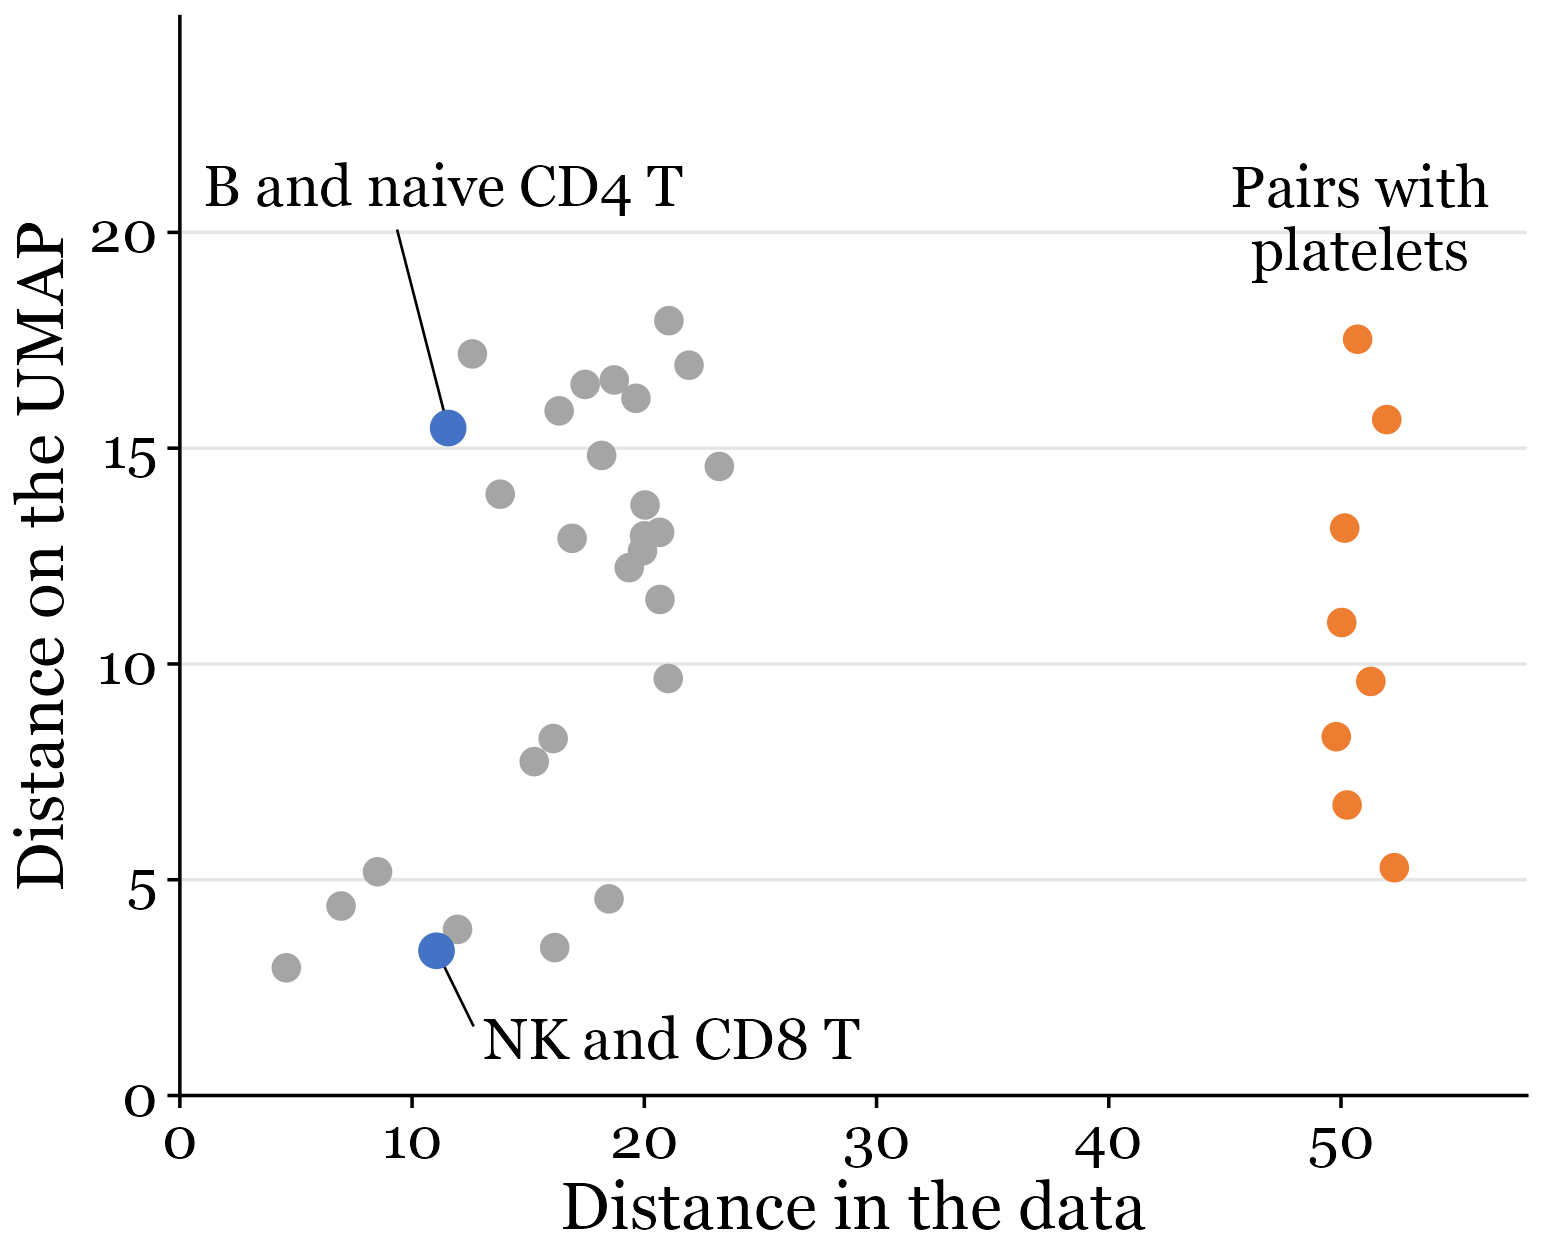 B and naive CD4 T
Pairs with
platelets
Distance on the UMAP
20
15
10
5
0
NK and CD8 T
0 10 20 30 40 50
Distance in the data